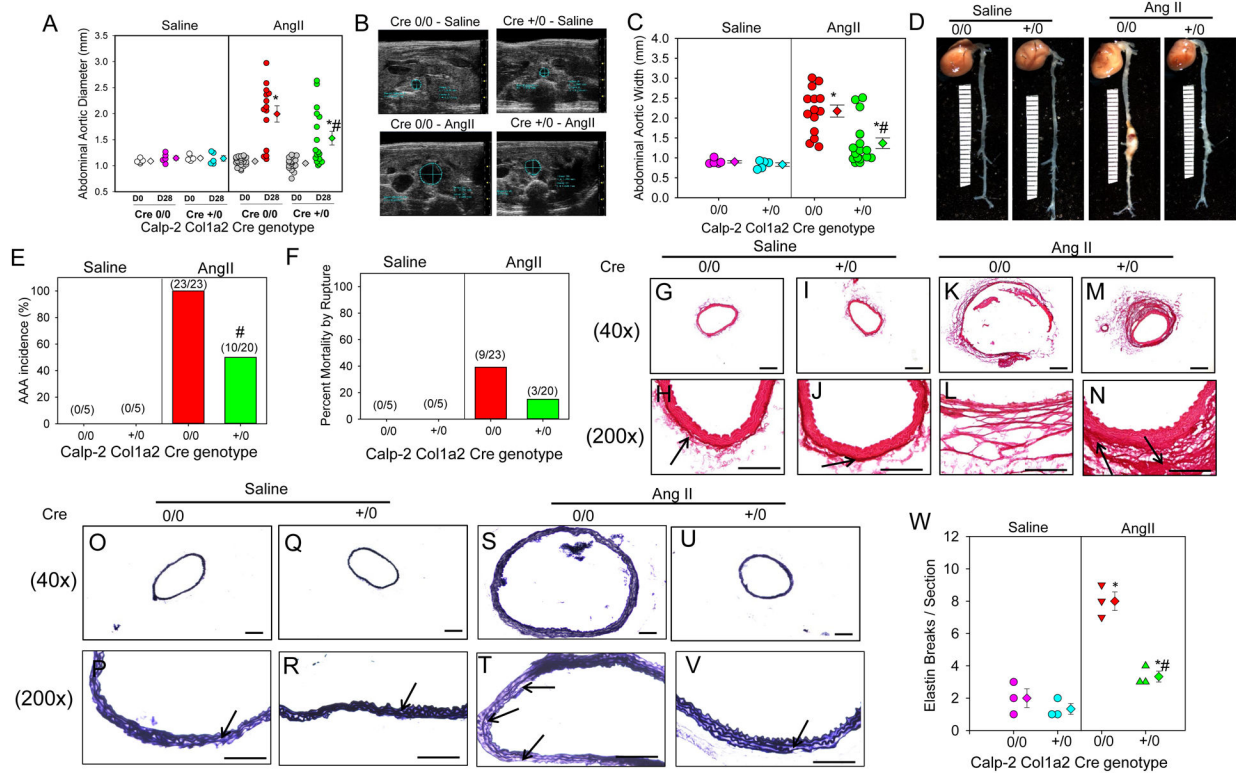 A
Saline
AngII
Abdominal Aortic Diameter (mm)
3.0
2.5
2.0
1.5
1.0
0.5
*
*#
D0 D28 D0 D28 D0 D28 D0 D28
Cre 0/0 Cre +/0 Cre 0/0 Cre +/0
Calp-2 Col1a2 Cre genotype
B
Cre 0/0 - Saline
Cre +/0 - Saline
Cre 0/0 - AngII
Cre +/0 - AngII
C
Saline
AngII
Abdominal Aortic Width (mm)
4.0
3.5
3.0
2.5
2.0
1.5
1.0
0.5
0.0
*
*#
0/0 +/0 0/0 +/0
Calp-2 Col1a2 Cre genotype
D
Saline
Ang II
0/0 +/0 0/0 +/0
E
Saline
AngII
AAA incidence (%)
100
80
60
40
20
0
(0/5) (0/5) (23/23) # (10/20)
0/0 +/0 0/0 +/0
Calp-2 Col1a2 Cre genotype
F
Saline
AngII
Percent Mortality by Rupture
100
80
60
40
20
0
(0/5) (0/5) (9/23) (3/20)
0/0 +/0 0/0 +/0
Calp-2 Col1a2 Cre genotype
Saline
Ang II
Cre 0/0 +/0 0/0 +/0
(40x)
G I K M
(200x)
H J L N
Saline
Ang II
Cre 0/0 +/0 0/0 +/0
(40x)
O Q S U
(200x)
P R T V
W
Saline
AngII
Elastin Breaks / Section
12
10
8
6
4
2
0
*
*#
0/0 +/0 0/0 +/0
Calp-2 Col1a2 Cre genotype